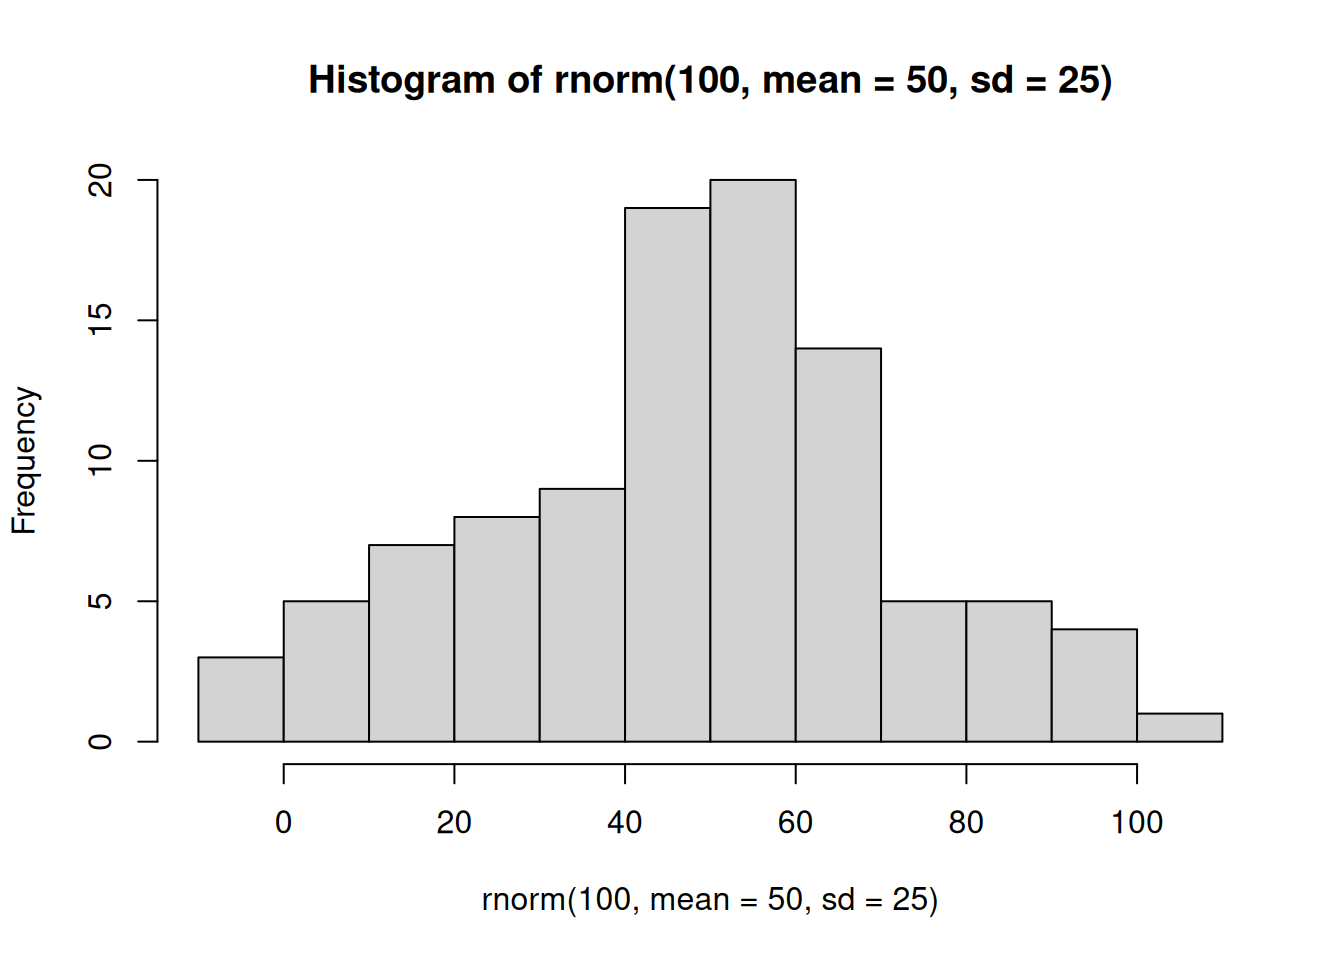 Histogram of rnorm(100, mean = 50, sd = 25)
20
15
10
5
0
Frequency
0 20 40 60 80 100
rnorm(100, mean = 50, sd = 25)